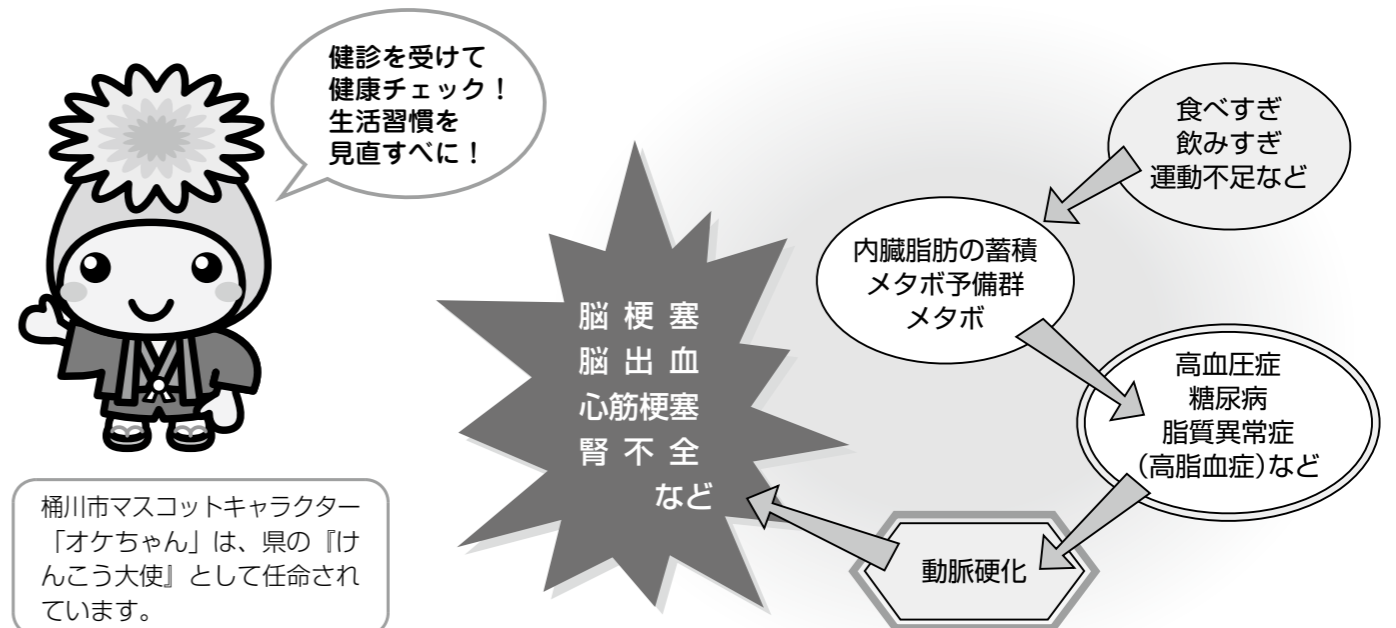 健診を受けて
健康チェック！
生活習慣を
見直すべに！
食べすぎ
飲みすぎ
運動不足など
内臓脂肪の蓄積
メタボ予備群
メタボ
高血圧症
糖尿病
脂質異常症
（高脂血症）など
動脈硬化
脳梗塞
脳出血
心筋梗塞
腎不全
など
桶川市マスコットキャラクター
「オケちゃん」は、県の『け
んこう大使』として任命され
ています。